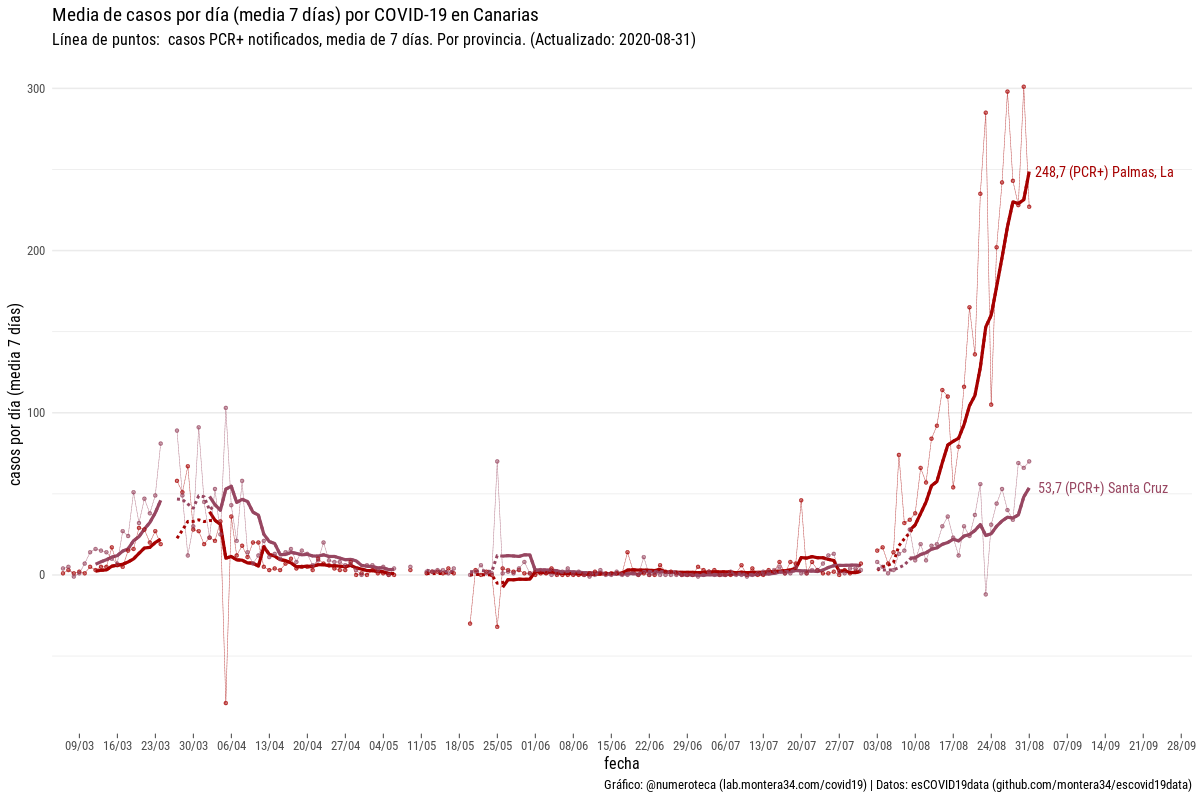 Media de casos por día (media 7 días) por COVID-19 en Canarias
Línea de puntos:  casos PCR+ notificados, media de 7 días. Por provincia. (Actualizado: 2020-08-31)
casos por día (media 7 días)
300
200
100
0
248,7 (PCR+) Palmas, La
53,7 (PCR+) Santa Cruz
09/03 16/03 23/03 30/03 06/04 13/04 20/04 27/04 04/05 11/05 18/05 25/05 01/06 08/06 15/06 22/06 29/06 06/07 13/07 20/07 27/07 03/08 10/08 17/08 24/08 31/08 07/09 14/09 21/09 28/09
fecha
Gráfico: @numeroteca (lab.montera34.com/covid19) | Datos: esCOVID19data (github.com/montera34/escovid19data)